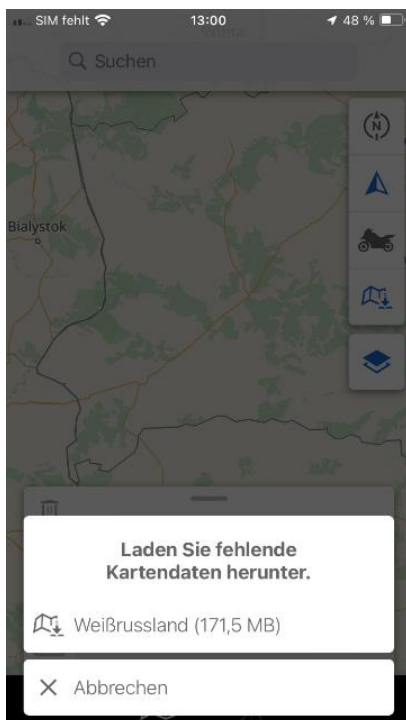 SIM fehlt 13:00 48 %
Suchen
N
Bialystok
Laden Sie fehlende
Kartendaten herunter.
Weißrussland (171,5 MB)
Abbrechen